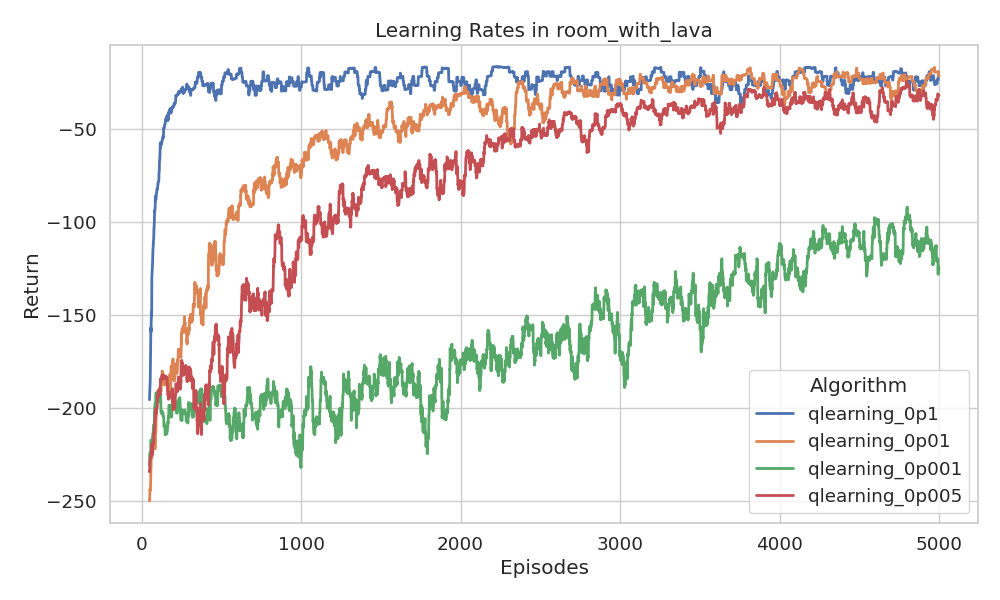 Learning Rates in room_with_lava
Return
−50
−100
−150
−200
−250
0
1000
2000
3000
4000
5000
Episodes
Algorithm
qlearning_0p1
qlearning_0p01
qlearning_0p001
qlearning_0p005